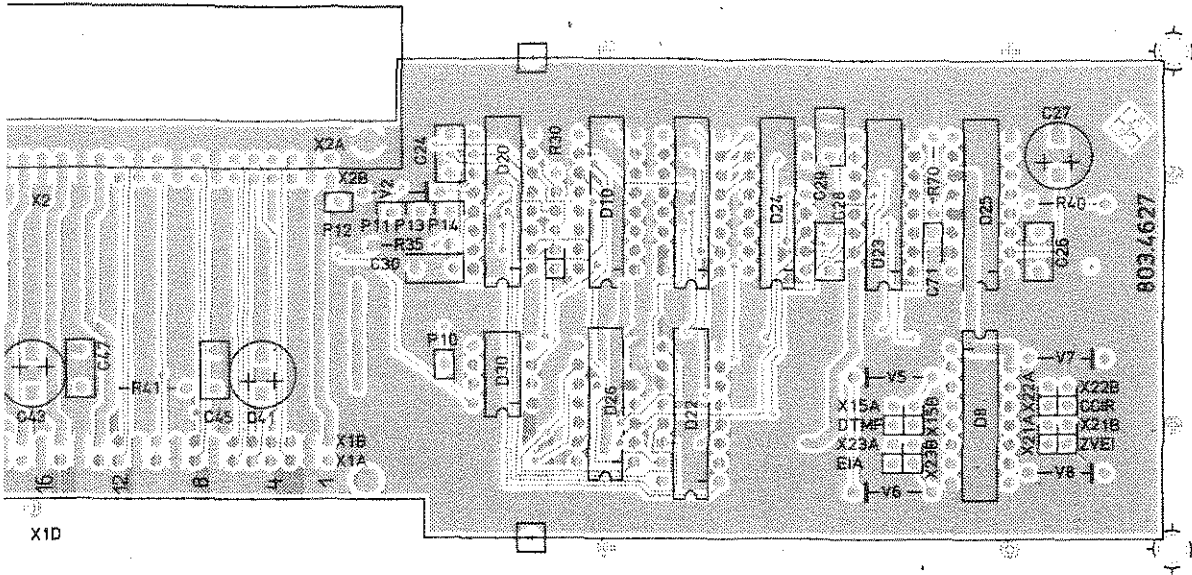 X2A
X2B
X2
P12
V2
P11 P13 P14
R35
C30
C24
D20
R30
D10
D24
C29
C28
D23
R70
C71
D25
C27
R40
C26
8034627
P10
D30
D26
D22
V5
X15A
X15B
DTMF
X23A
X23B
EIA
V6
D8
V7
X22A
X22B
CCIR
X21A
X21B
ZVEI
V8
C47
R41
C45
D41
X1B
X1A
16 12 8 4 1
X1D